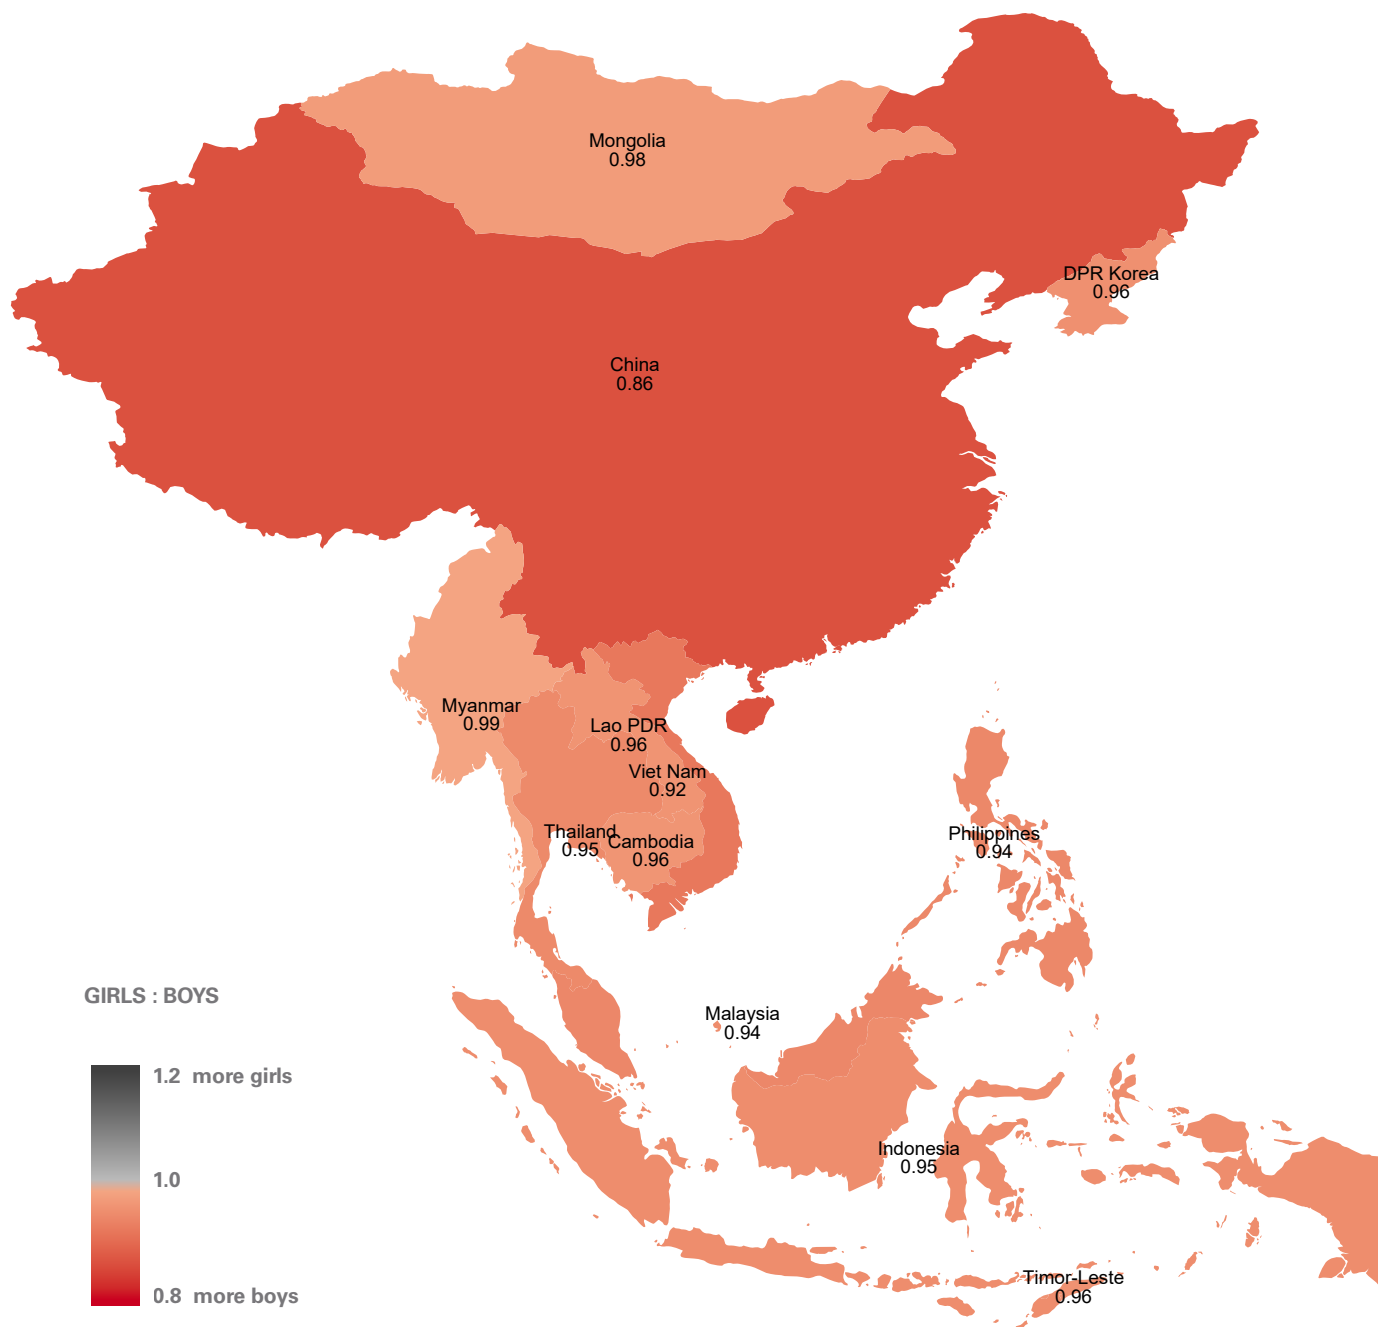 Mongolia
0.98
DPR Korea
0.96
China
0.86
Myanmar
0.99
Lao PDR
0.96
Viet Nam
0.92
Thailand
0.95
Cambodia
0.96
Philippines
0.94
Malaysia
0.94
Indonesia
0.95
Timor-Leste
0.96
GIRLS : BOYS
1.2 more girls
1.0
0.8 more boys